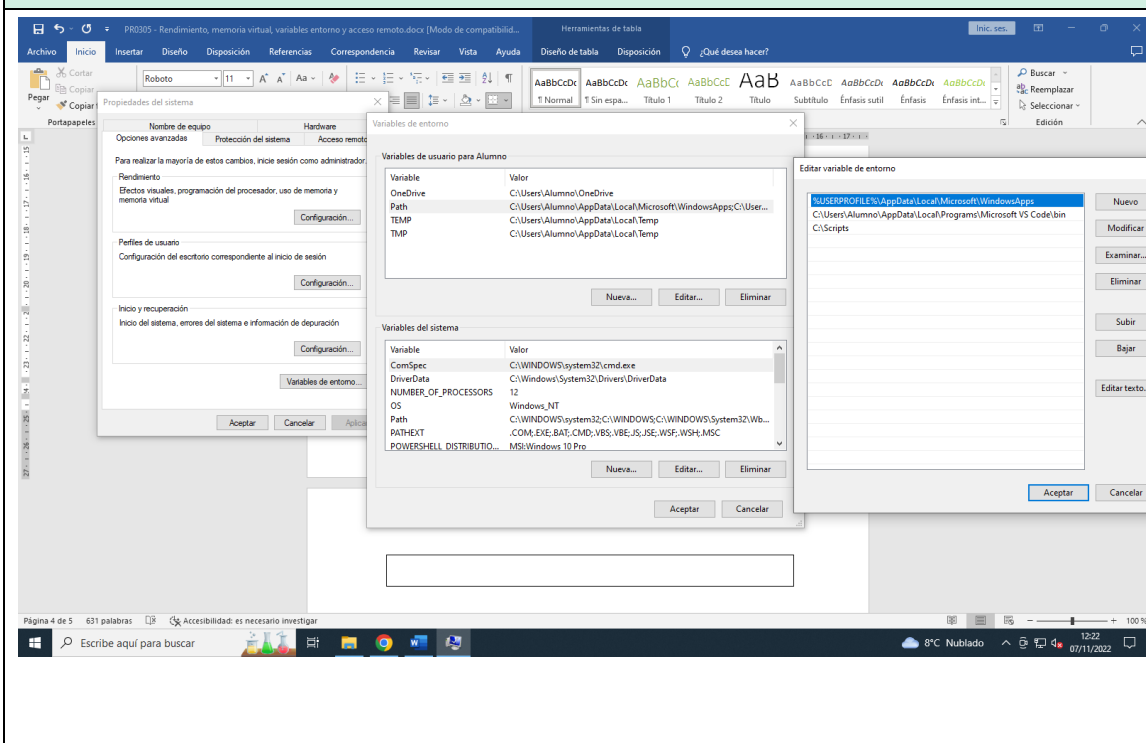 PR0305 - Rendimiento, memoria virtual, variables entorno y acceso remoto.docx [Modo de compatibilid...
Herramientas de tabla
Inic. ses.
Archivo Inicio Insertar Diseño Disposición Referencias Correspondencia Revisar Vista Ayuda Diseño de tabla Disposición ¿Qué desea hacer?
Pegar
Cortar
Copiar
Copiar
Portapapeles
Roboto 11
AaBbCcDc AaBbCcDc AaBbCc AaBbCcE AaB AaBbCcE AaBbCcDc AaBbCcDc AaBbCcDc
¶ Normal ¶ Sin espa... Título 1 Título 2 Título Subtítulo Énfasis sutil Énfasis Énfasis int...
Buscar
Reemplazar
Seleccionar
Edición
Propiedades del sistema
Nombre de equipo Hardware
Opciones avanzadas Protección del sistema Acceso remoto
Para realizar la mayoría de estos cambios, inicie sesión como administrador.
Rendimiento
Efectos visuales, programación del procesador, uso de memoria y
memoria virtual
Configuración...
Perfiles de usuario
Configuración del escritorio correspondiente al inicio de sesión
Configuración...
Inicio y recuperación
Inicio del sistema, errores del sistema e información de depuración
Configuración...
Variables de entorno...
Aceptar Cancelar Aplicar
Variables de entorno
Variables de usuario para Alumno
Variable Valor
OneDrive C:\Users\Alumno\OneDrive
Path C:\Users\Alumno\AppData\Local\Microsoft\WindowsApps;C:\User...
TEMP C:\Users\Alumno\AppData\Local\Temp
TMP C:\Users\Alumno\AppData\Local\Temp
Nueva... Editar... Eliminar
Variables del sistema
Variable Valor
ComSpec C:\WINDOWS\system32\cmd.exe
DriverData C:\Windows\System32\Drivers\DriverData
NUMBER_OF_PROCESSORS 12
OS Windows_NT
Path C:\WINDOWS\system32;C:\WINDOWS;C:\WINDOWS\System32\Wb...
PATHEXT .COM;.EXE;.BAT;.CMD;.VBS;.VBE;.JS;.JSE;.WSF;.WSH;.MSC
POWERSHELL_DISTRIBUTIO... MSI:Windows 10 Pro
Nueva... Editar... Eliminar
Aceptar Cancelar
Editar variable de entorno
%USERPROFILE%\AppData\Local\Microsoft\WindowsApps
C:\Users\Alumno\AppData\Local\Programs\Microsoft VS Code\bin
C:\Scripts
Nuevo
Modificar
Examinar...
Eliminar
Subir
Bajar
Editar texto.
Aceptar Cancelar
Página 4 de 5 631 palabras Accesibilidad: es necesario investigar
100 %
Escribe aquí para buscar
8°C Nublado
12:22
07/11/2022